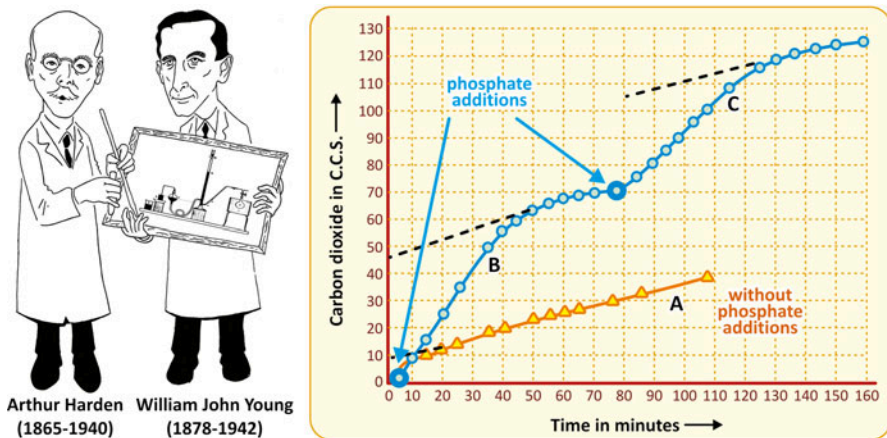 Arthur Harden
(1865-1940)
William John Young
(1878-1942)
Carbon dioxide in C.C.S.
130
120
110
100
90
80
70
60
50
40
30
20
10
0
phosphate
additions
C
B
A
without
phosphate
additions
0 10 20 30 40 50 60 70 80 90 100 110 120 130 140 150 160
Time in minutes